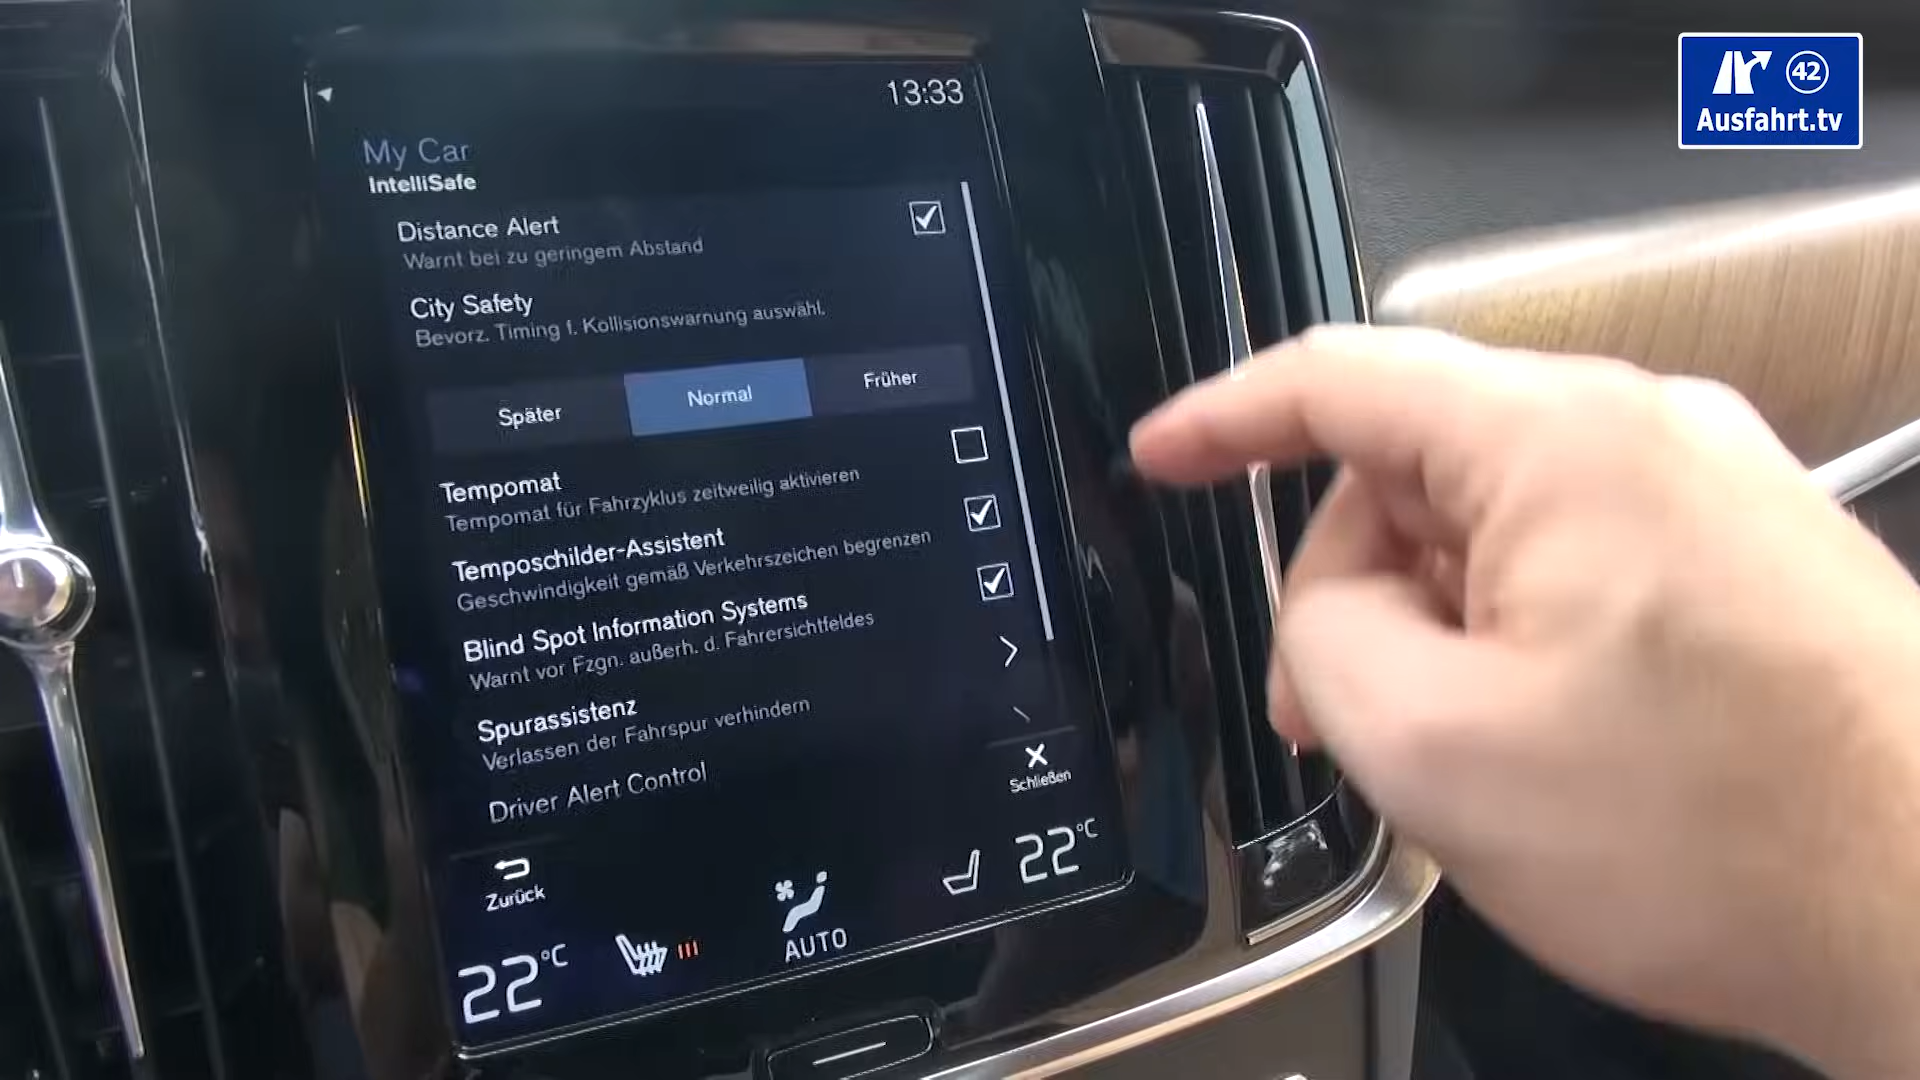 42
Ausfahrt.tv
13:33
My Car
IntelliSafe
Distance Alert
Warnt bei zu geringem Abstand
City Safety
Bevorz. Timing f. Kollisionswarnung auswähl.
Später Normal Früher
Tempomat
Tempomat für Fahrzyklus zeitweilig aktivieren
Temposchilder-Assistent
Geschwindigkeit gemäß Verkehrszeichen begrenzen
Blind Spot Information Systems
Warnt vor Fzgn. außerh. d. Fahrersichtfeldes
Spurassistenz
Verlassen der Fahrspur verhindern
Driver Alert Control
Schließen
Zurück
22°C
AUTO
22°C